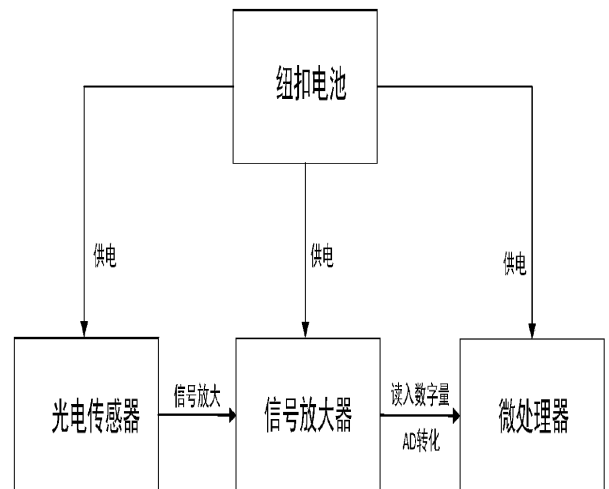 纽扣电池
供电
供电
供电
光电传感器
信号放大
信号放大器
读入数字量
AD转化
微处理器